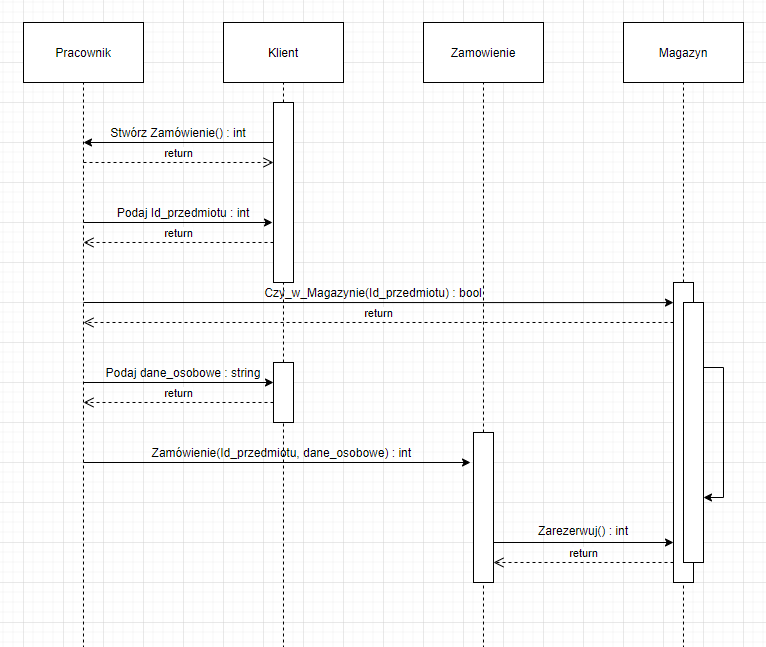 Pracownik
Klient
Zamowienie
Magazyn
Stwórz Zamówienie() : int
return
Podaj Id_przedmiotu : int
return
Czy_w_Magazynie(Id_przedmiotu) : bool
return
Podaj dane_osobowe : string
return
Zamówienie(Id_przedmiotu, dane_osobowe) : int
Zarezerwuj() : int
return